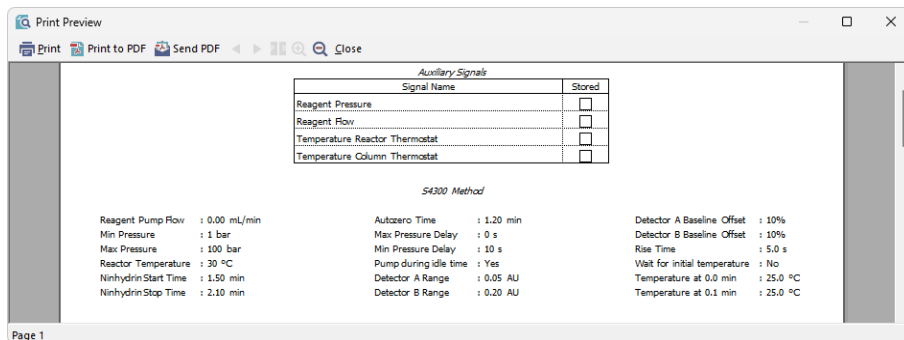 Print Preview
Print Print to PDF Send PDF Close
Auxiliary Signals
Signal Name Stored
Reagent Pressure
Reagent Flow
Temperature Reactor Thermostat
Temperature Column Thermostat
S4300 Method
Reagent Pump Flow : 0.00 mL/min Autozero Time : 1.20 min Detector A Baseline Offset : 10%
Min Pressure : 1 bar Max Pressure Delay : 0 s Detector B Baseline Offset : 10%
Max Pressure : 100 bar Min Pressure Delay : 10 s Rise Time : 5.0 s
Reactor Temperature : 30 ºC Pump during idle time : Yes Wait for initial temperature : No
Ninhydrin Start Time : 1.50 min Detector A Range : 0.05 AU Temperature at 0.0 min : 25.0 ºC
Ninhydrin Stop Time : 2.10 min Detector B Range : 0.20 AU Temperature at 0.1 min : 25.0 ºC
Page 1